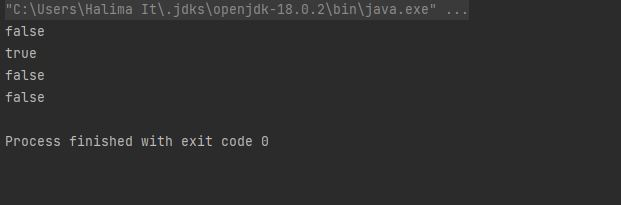 "C:\Users\Halima It\.jdks\openjdk-18.0.2\bin\java.exe" ...
false
true
false
false
Process finished with exit code 0